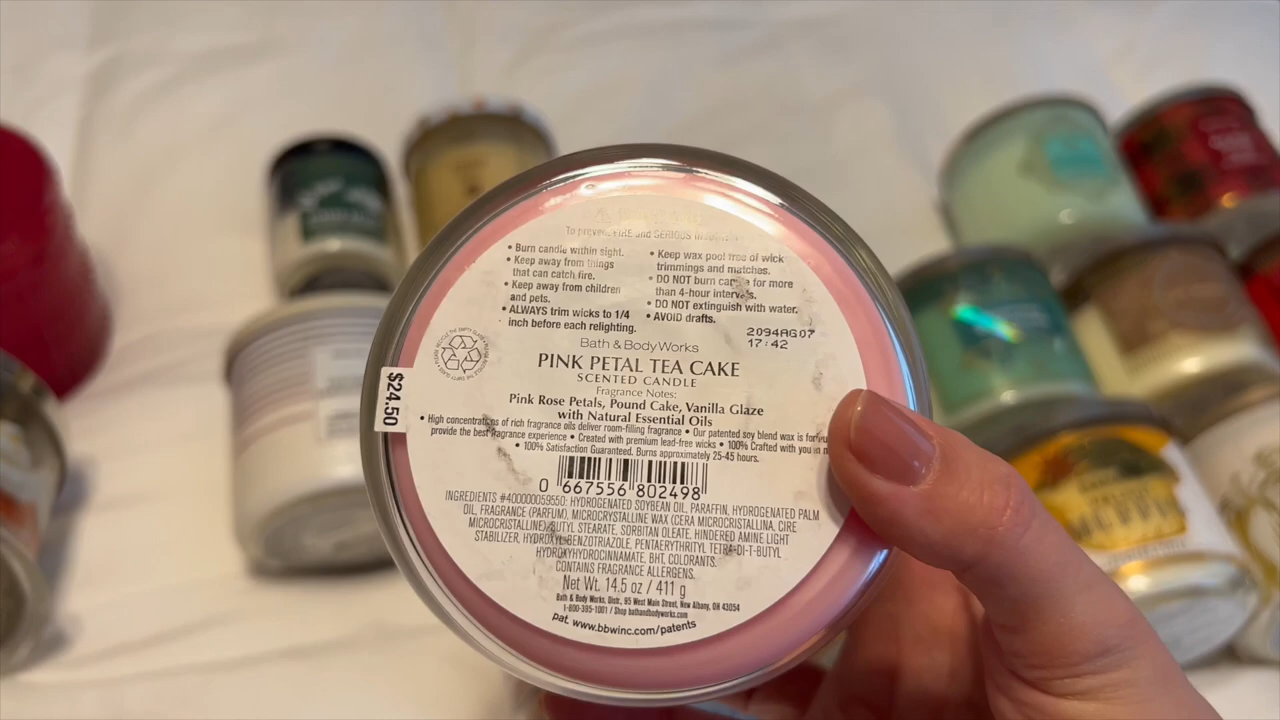 To prevent FIRE and SERIOUS
• Burn candle within sight.
• Keep away from things
that can catch fire.
• Keep away from children
and pets.
• ALWAYS trim wicks to 1/4
inch before each relighting.
• Keep wax pool free of wick
trimmings and matches.
• DO NOT burn candle for more
than 4-hour intervals.
• DO NOT extinguish with water.
• AVOID drafts.
2094AG07
17:42
Bath & Body Works
PINK PETAL TEA CAKE
SCENTED CANDLE
Fragrance Notes:
Pink Rose Petals, Pound Cake, Vanilla Glaze
with Natural Essential Oils
$24.50
• High concentrations of rich fragrance oils deliver room-filling fragrance • Our patented soy blend wax is
provide the best fragrance experience • Created with premium lead-free wicks • 100% Crafted with you in
• 100% Satisfaction Guaranteed. Burns approximately 25-45 hours.
0 667556 802498
INGREDIENTS #400000059550: HYDROGENATED SOYBEAN OIL, PARAFFIN, HYDROGENATED PALM
OIL, FRAGRANCE (PARFUM), MICROCRYSTALLINE WAX (CERA MICROCRISTALLINA, CIRE
MICROCRISTALLINE), BUTYL STEARATE, SORBITAN OLEATE, HINDERED AMINE LIGHT
STABILIZER, HYDROXYL-BENZOTRIAZOLE, PENTAERYTHRITYL TETRA-DI-T-BUTYL
HYDROXYHYDROCINNAMATE, BHT, COLORANTS.
CONTAINS FRAGRANCE ALLERGENS.
Net Wt. 14.5 oz / 411 g
Bath & Body Works, Distr., 95 West Main Street, New Albany, OH 43054
1-800-395-1001 / Shop bathandbodyworks.com
pat. www.bbwinc.com/patents